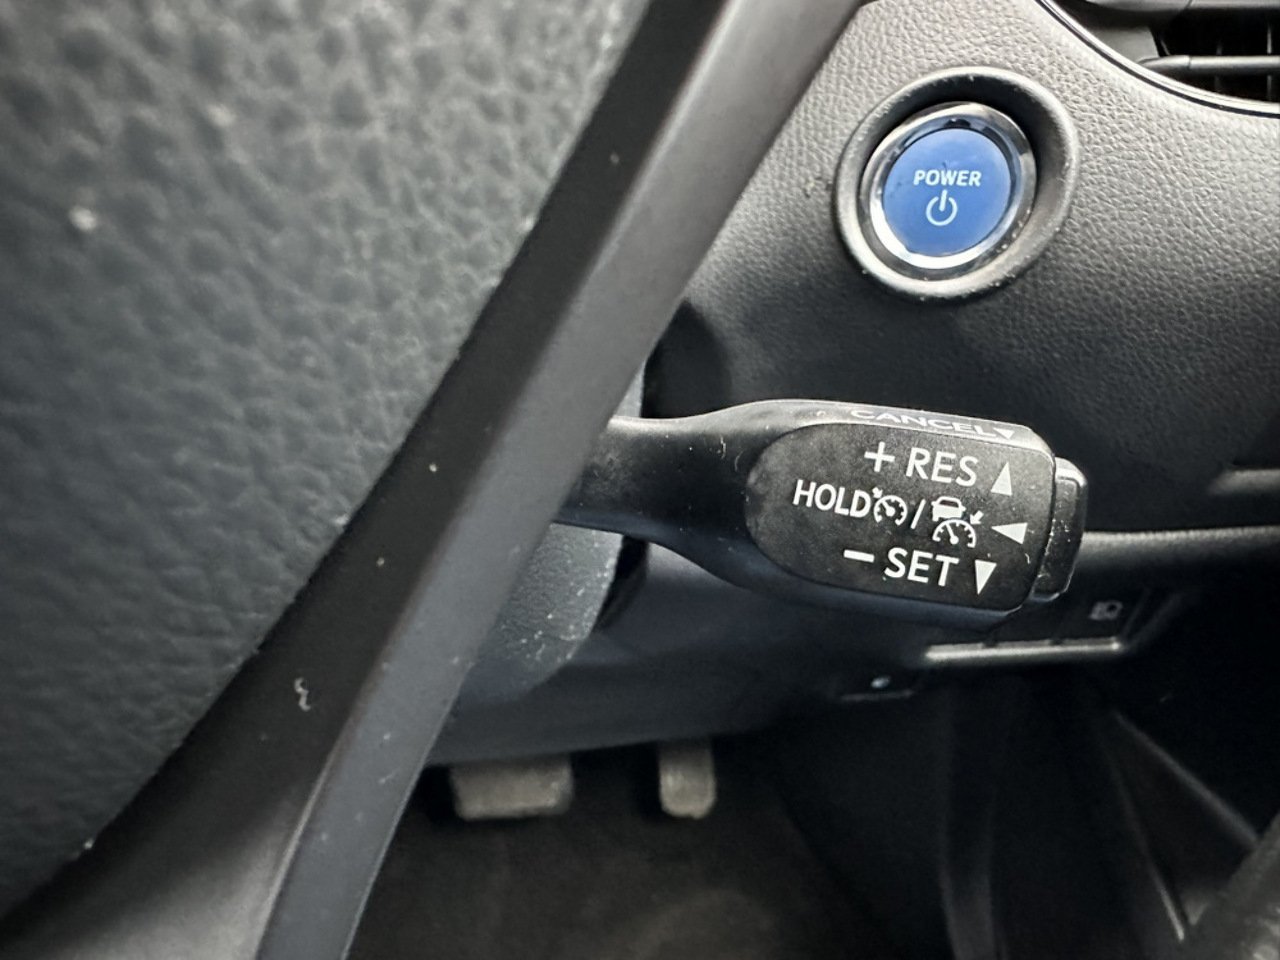 POWER
CANCEL
+ RES
HOLD /
− SET